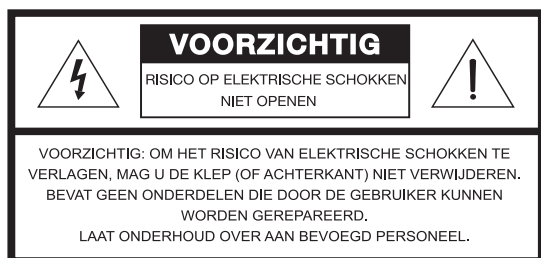 VOORZICHTIG
RISICO OP ELEKTRISCHE SCHOKKEN
NIET OPENEN
VOORZICHTIG: OM HET RISICO VAN ELEKTRISCHE SCHOKKEN TE
VERLAGEN, MAG U DE KLEP (OF ACHTERKANT) NIET VERWIJDEREN.
BEVAT GEEN ONDERDELEN DIE DOOR DE GEBRUIKER KUNNEN
WORDEN GEREPAREERD.
LAAT ONDERHOUD OVER AAN BEVOEGD PERSONEEL.